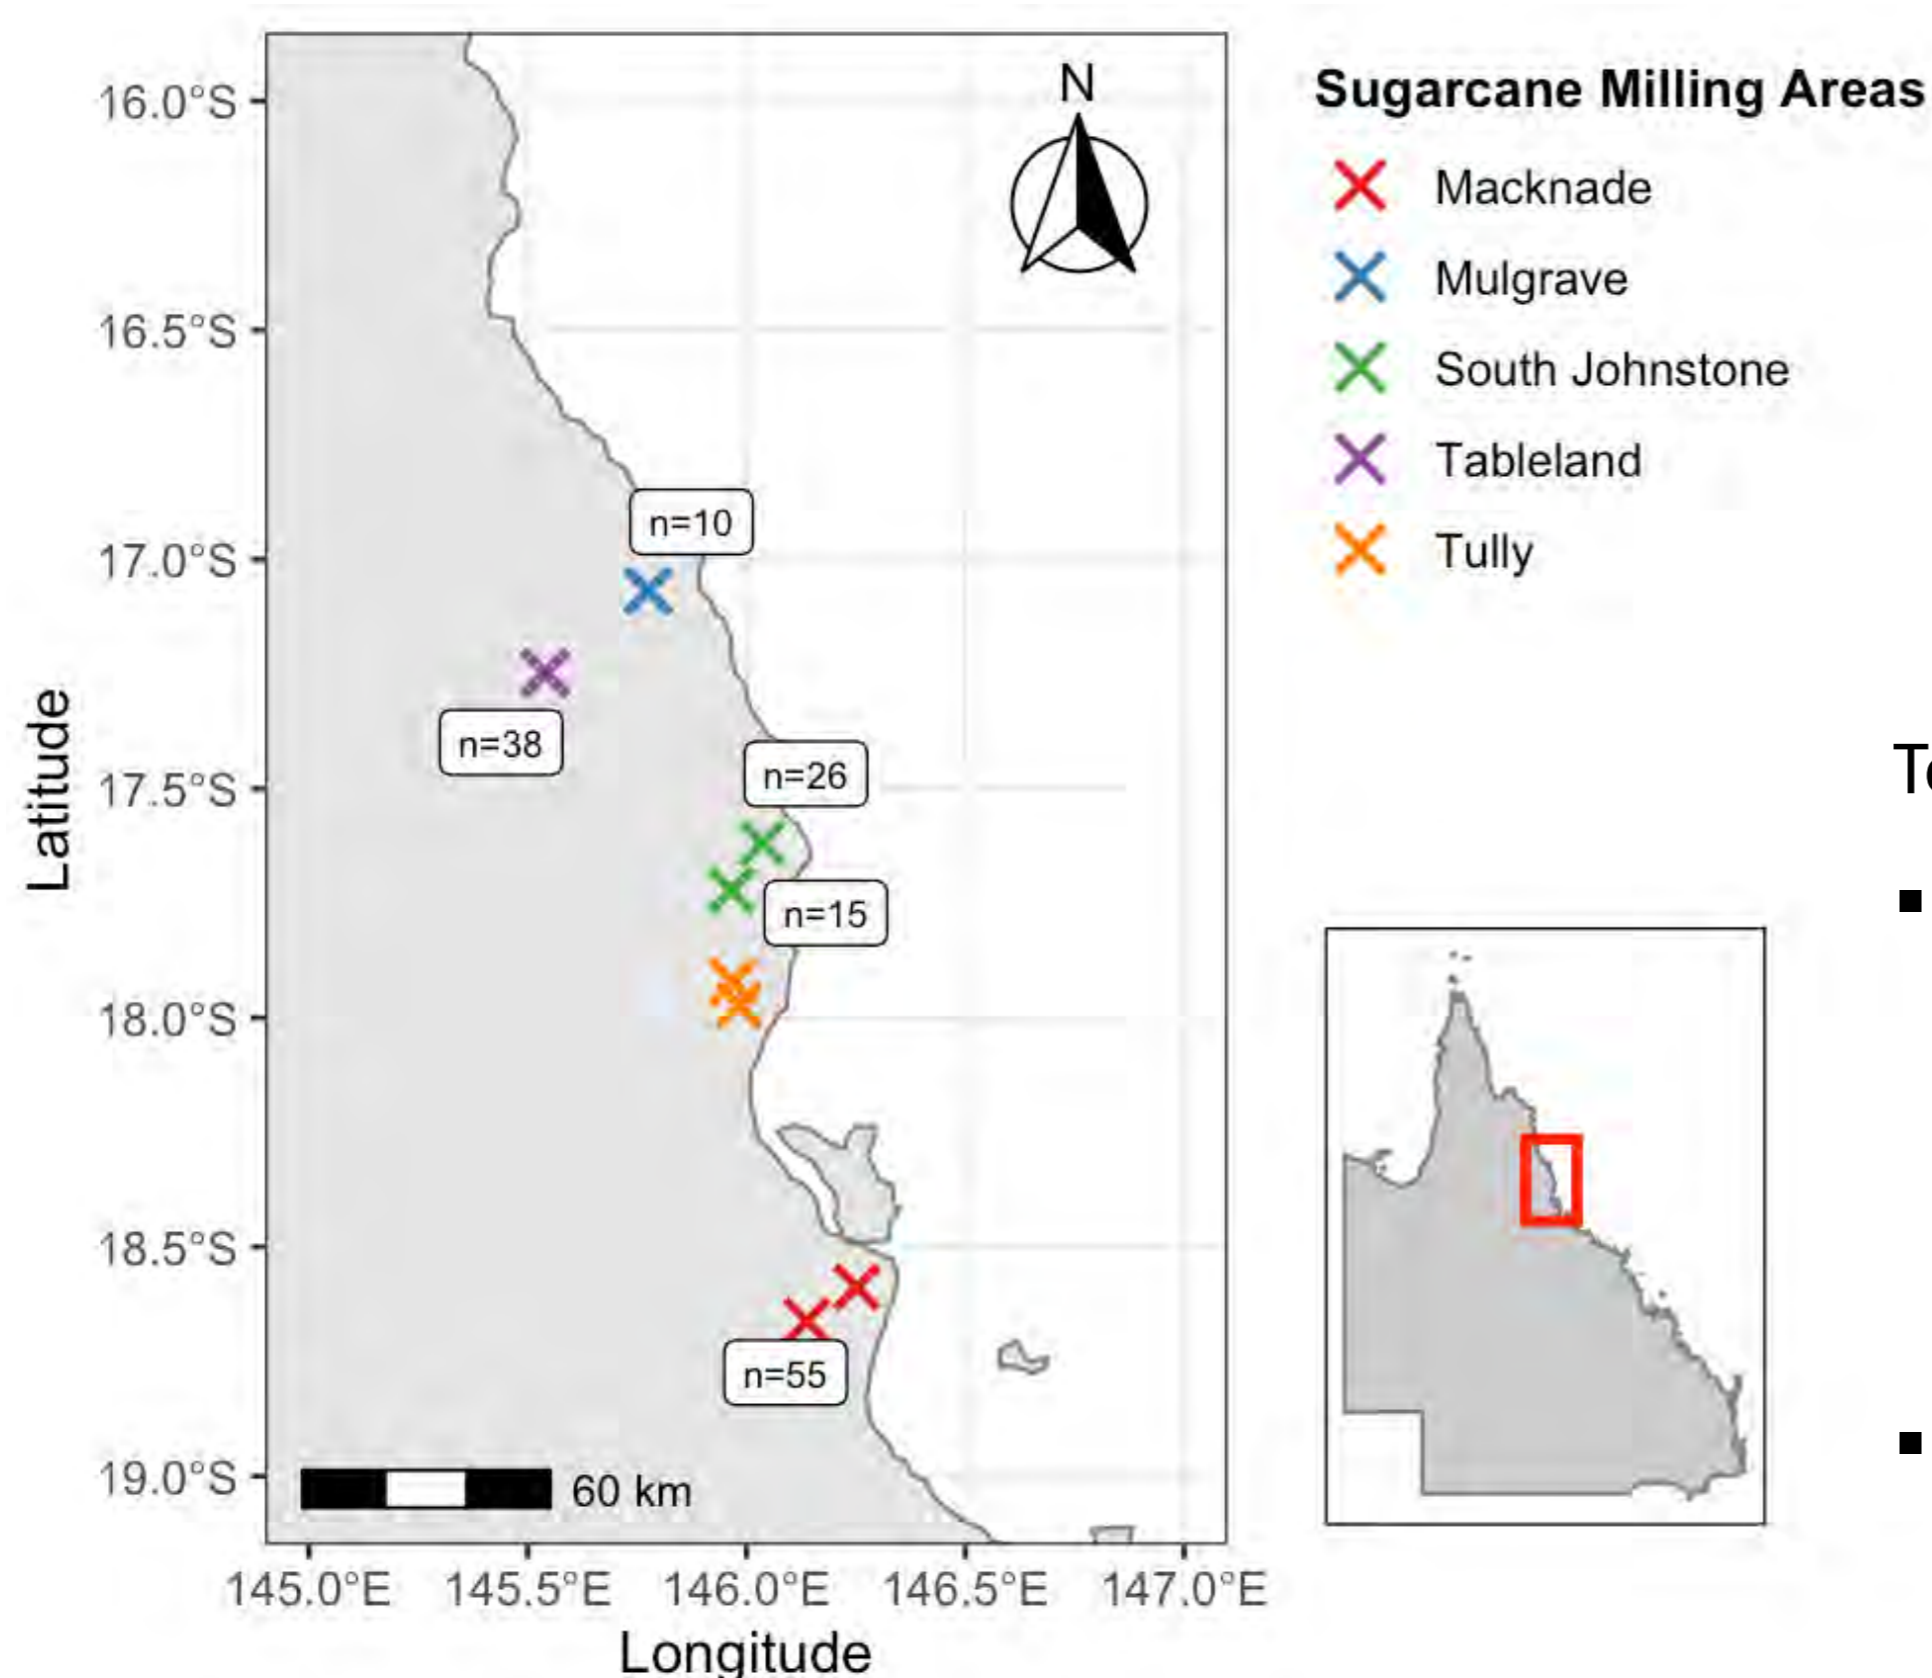 Sugarcane Milling Areas
Macknade
Mulgrave
South Johnstone
Tableland
Tully
N
16.0°S
16.5°S
17.0°S
17.5°S
18.0°S
18.5°S
19.0°S
Latitude
n=10
n=38
n=26
n=15
n=55
60 km
145.0°E 145.5°E 146.0°E 146.5°E 147.0°E
Longitude